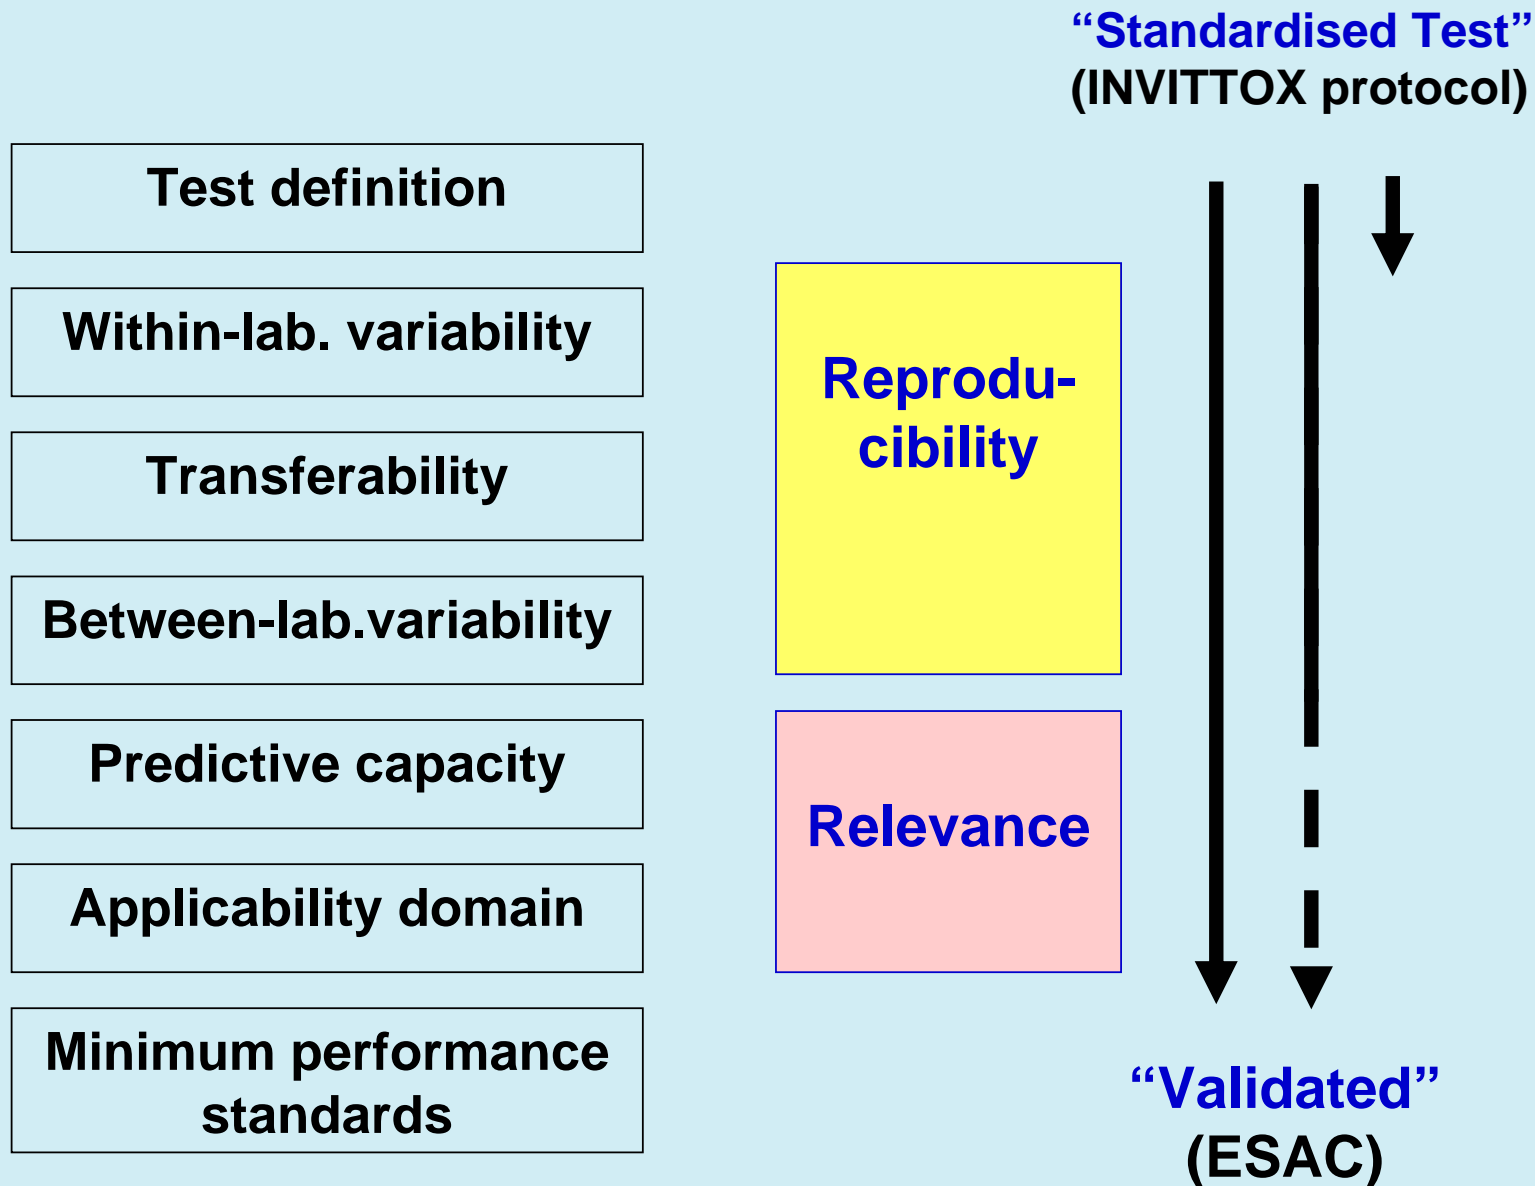 “Standardised Test”
(INVITTOX protocol)
Test definition
Within-lab. variability
Transferability
Between-lab.variability
Predictive capacity
Applicability domain
Minimum performance
standards
Reprodu-
cibility
Relevance
“Validated”
(ESAC)